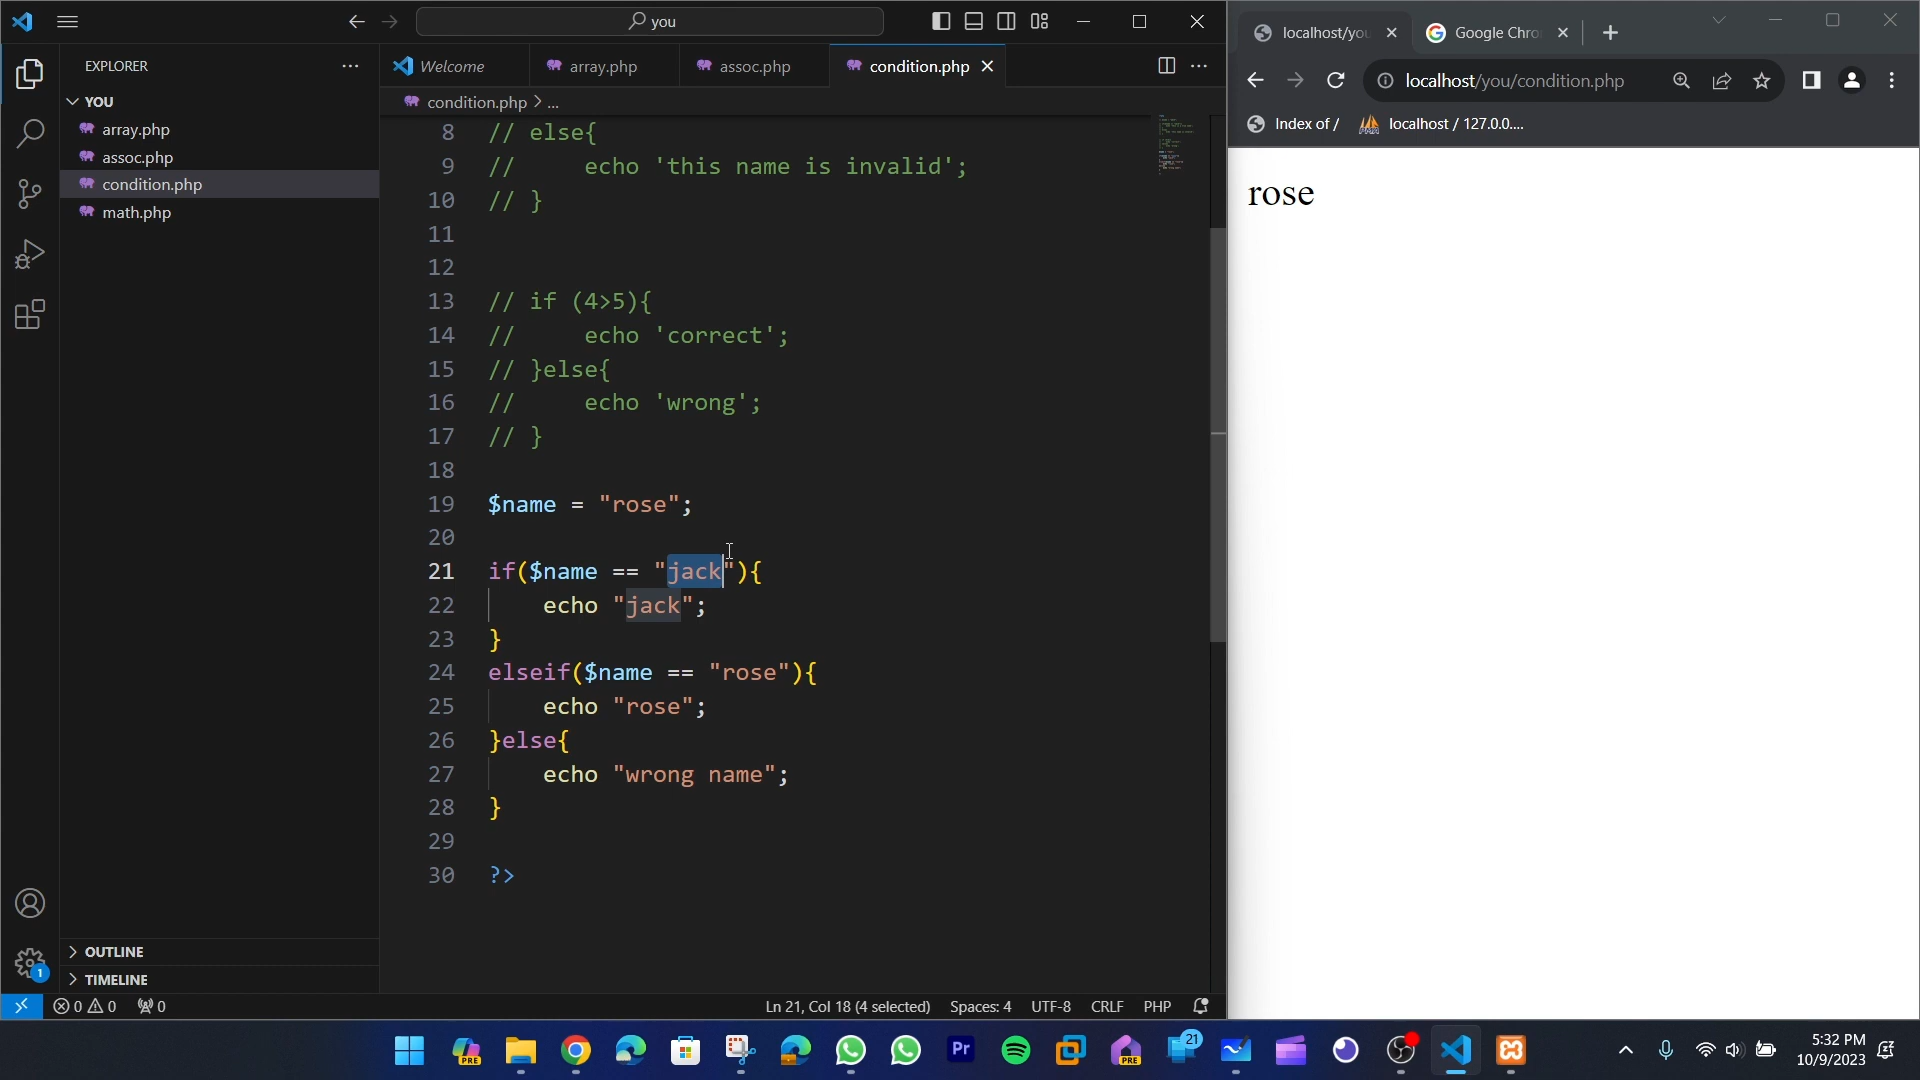 you
EXPLORER
YOU
array.php
assoc.php
condition.php
math.php
OUTLINE
TIMELINE
Welcome
array.php
assoc.php
condition.php
condition.php > ...
8 // else{
9 //     echo 'this name is invalid';
10 // }
11
12
13 // if (4>5){
14 //     echo 'correct';
15 // }else{
16 //     echo 'wrong';
17 // }
18
19 $name = "rose";
20
21 if($name == "jack"){
22     echo "jack";
23 }
24 elseif($name == "rose"){
25     echo "rose";
26 }else{
27     echo "wrong name";
28 }
29
30 ?>
1
0 0 0
Ln 21, Col 18 (4 selected) Spaces: 4 UTF-8 CRLF PHP
localhost/you
Google Chro
localhost/you/condition.php
Index of /
localhost / 127.0.0....
rose
PRE
Pr
PRE
21
5:32 PM
10/9/2023